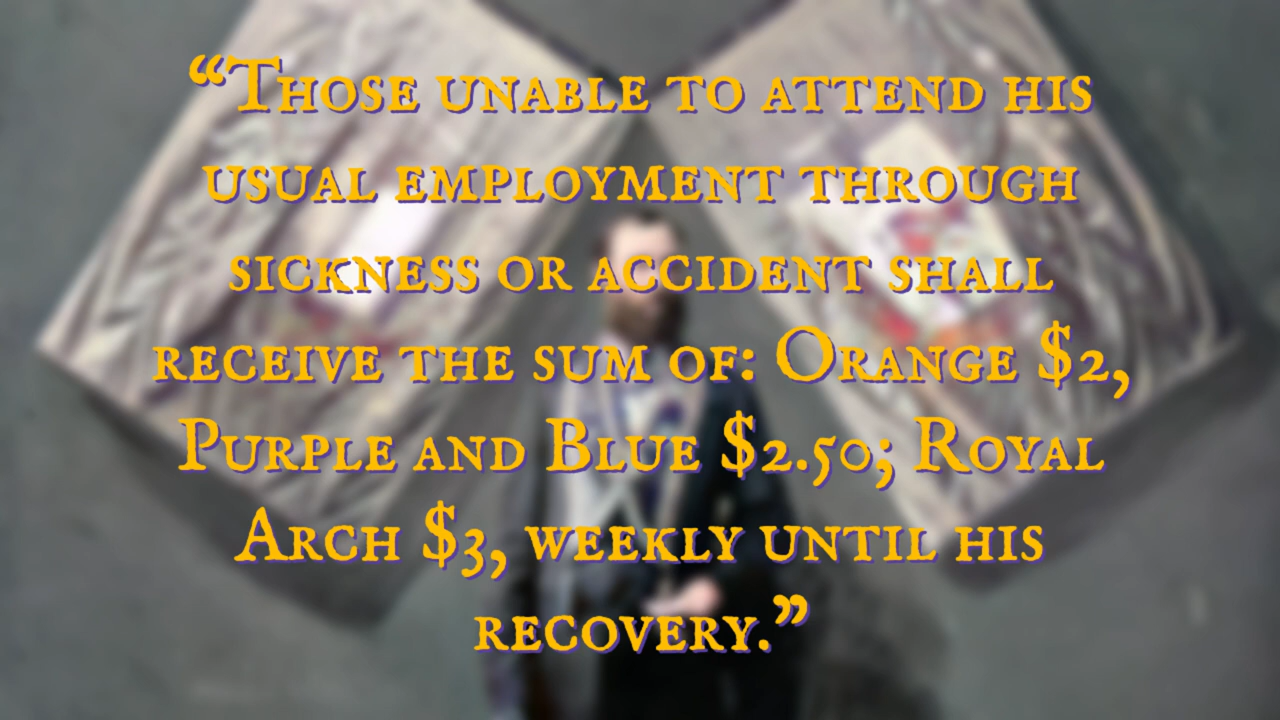 “Those unable to attend his
usual employment through
sickness or accident shall
receive the sum of: Orange $2,
Purple and Blue $2.50; Royal
Arch $3, weekly until his
recovery.”